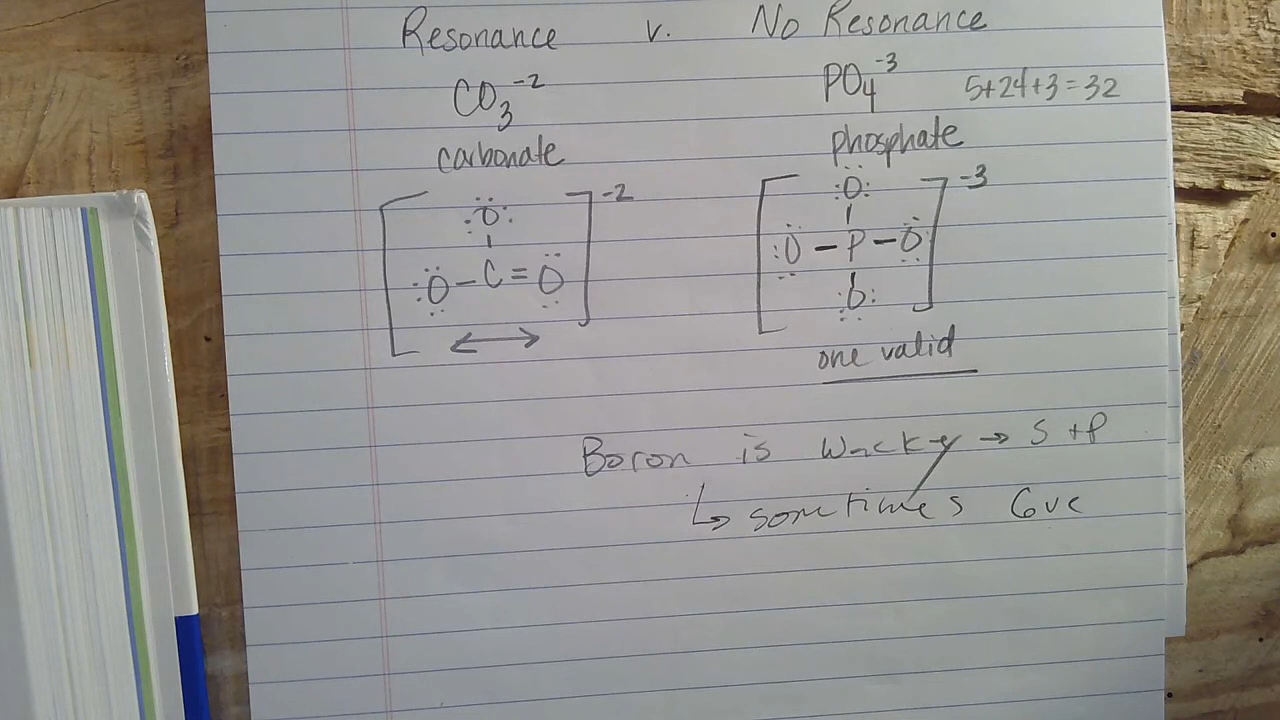 Resonance v. No Resonance
CO₃⁻² PO₄⁻³ 5+24+3=32
carbonate phosphate
[:Ö: -2 :Ö: -3
:Ö-C=Ö :Ö-P-Ö:
:O:
↔ one valid
Boron is wacky → S+P
↳ sometimes 6ve